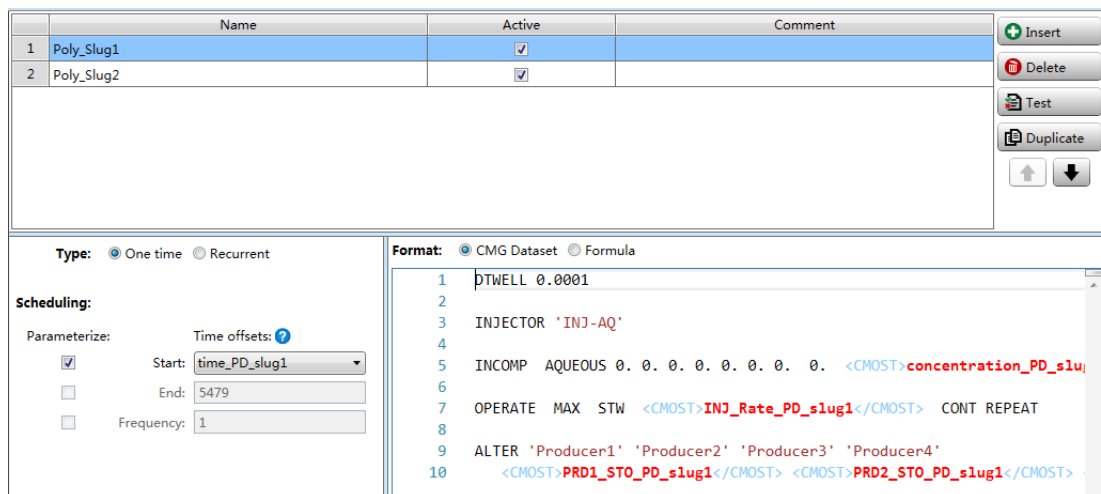 Name Active Comment
1 Poly_Slug1
2 Poly_Slug2
Insert
Delete
Test
Duplicate
Type: One time Recurrent
Scheduling:
Parameterize: Time offsets: ?
Start: time_PD_slug1
End: 5479
Frequency: 1
Format: CMG Dataset Formula
1 DTWELL 0.0001
2
3 INJECTOR 'INJ-AQ'
4
5 INCOMP AQUEOUS 0. 0. 0. 0. 0. 0. 0. 0. <CMOST>concentration_PD_slu
6
7 OPERATE MAX STW <CMOST>INJ_Rate_PD_slug1</CMOST> CONT REPEAT
8
9 ALTER 'Producer1' 'Producer2' 'Producer3' 'Producer4'
10 <CMOST>PRD1_STO_PD_slug1</CMOST> <CMOST>PRD2_STO_PD_slug1</CMOST>